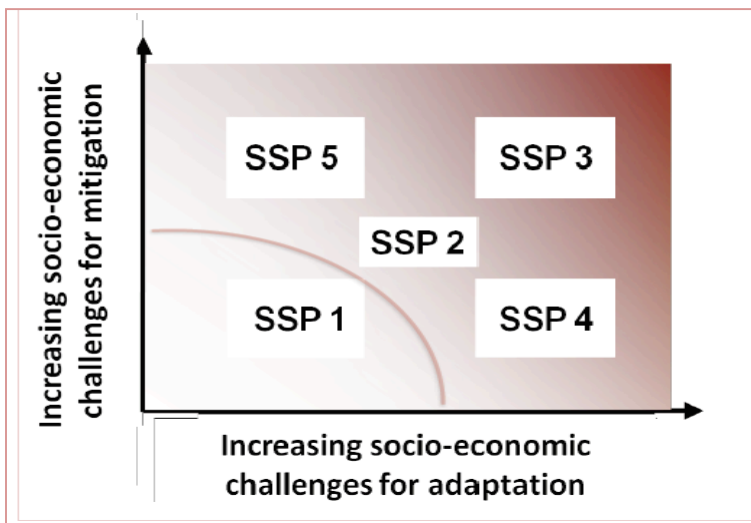 Increasing socio-economic
challenges for mitigation
SSP 5
SSP 3
SSP 2
SSP 1
SSP 4
Increasing socio-economic
challenges for adaptation